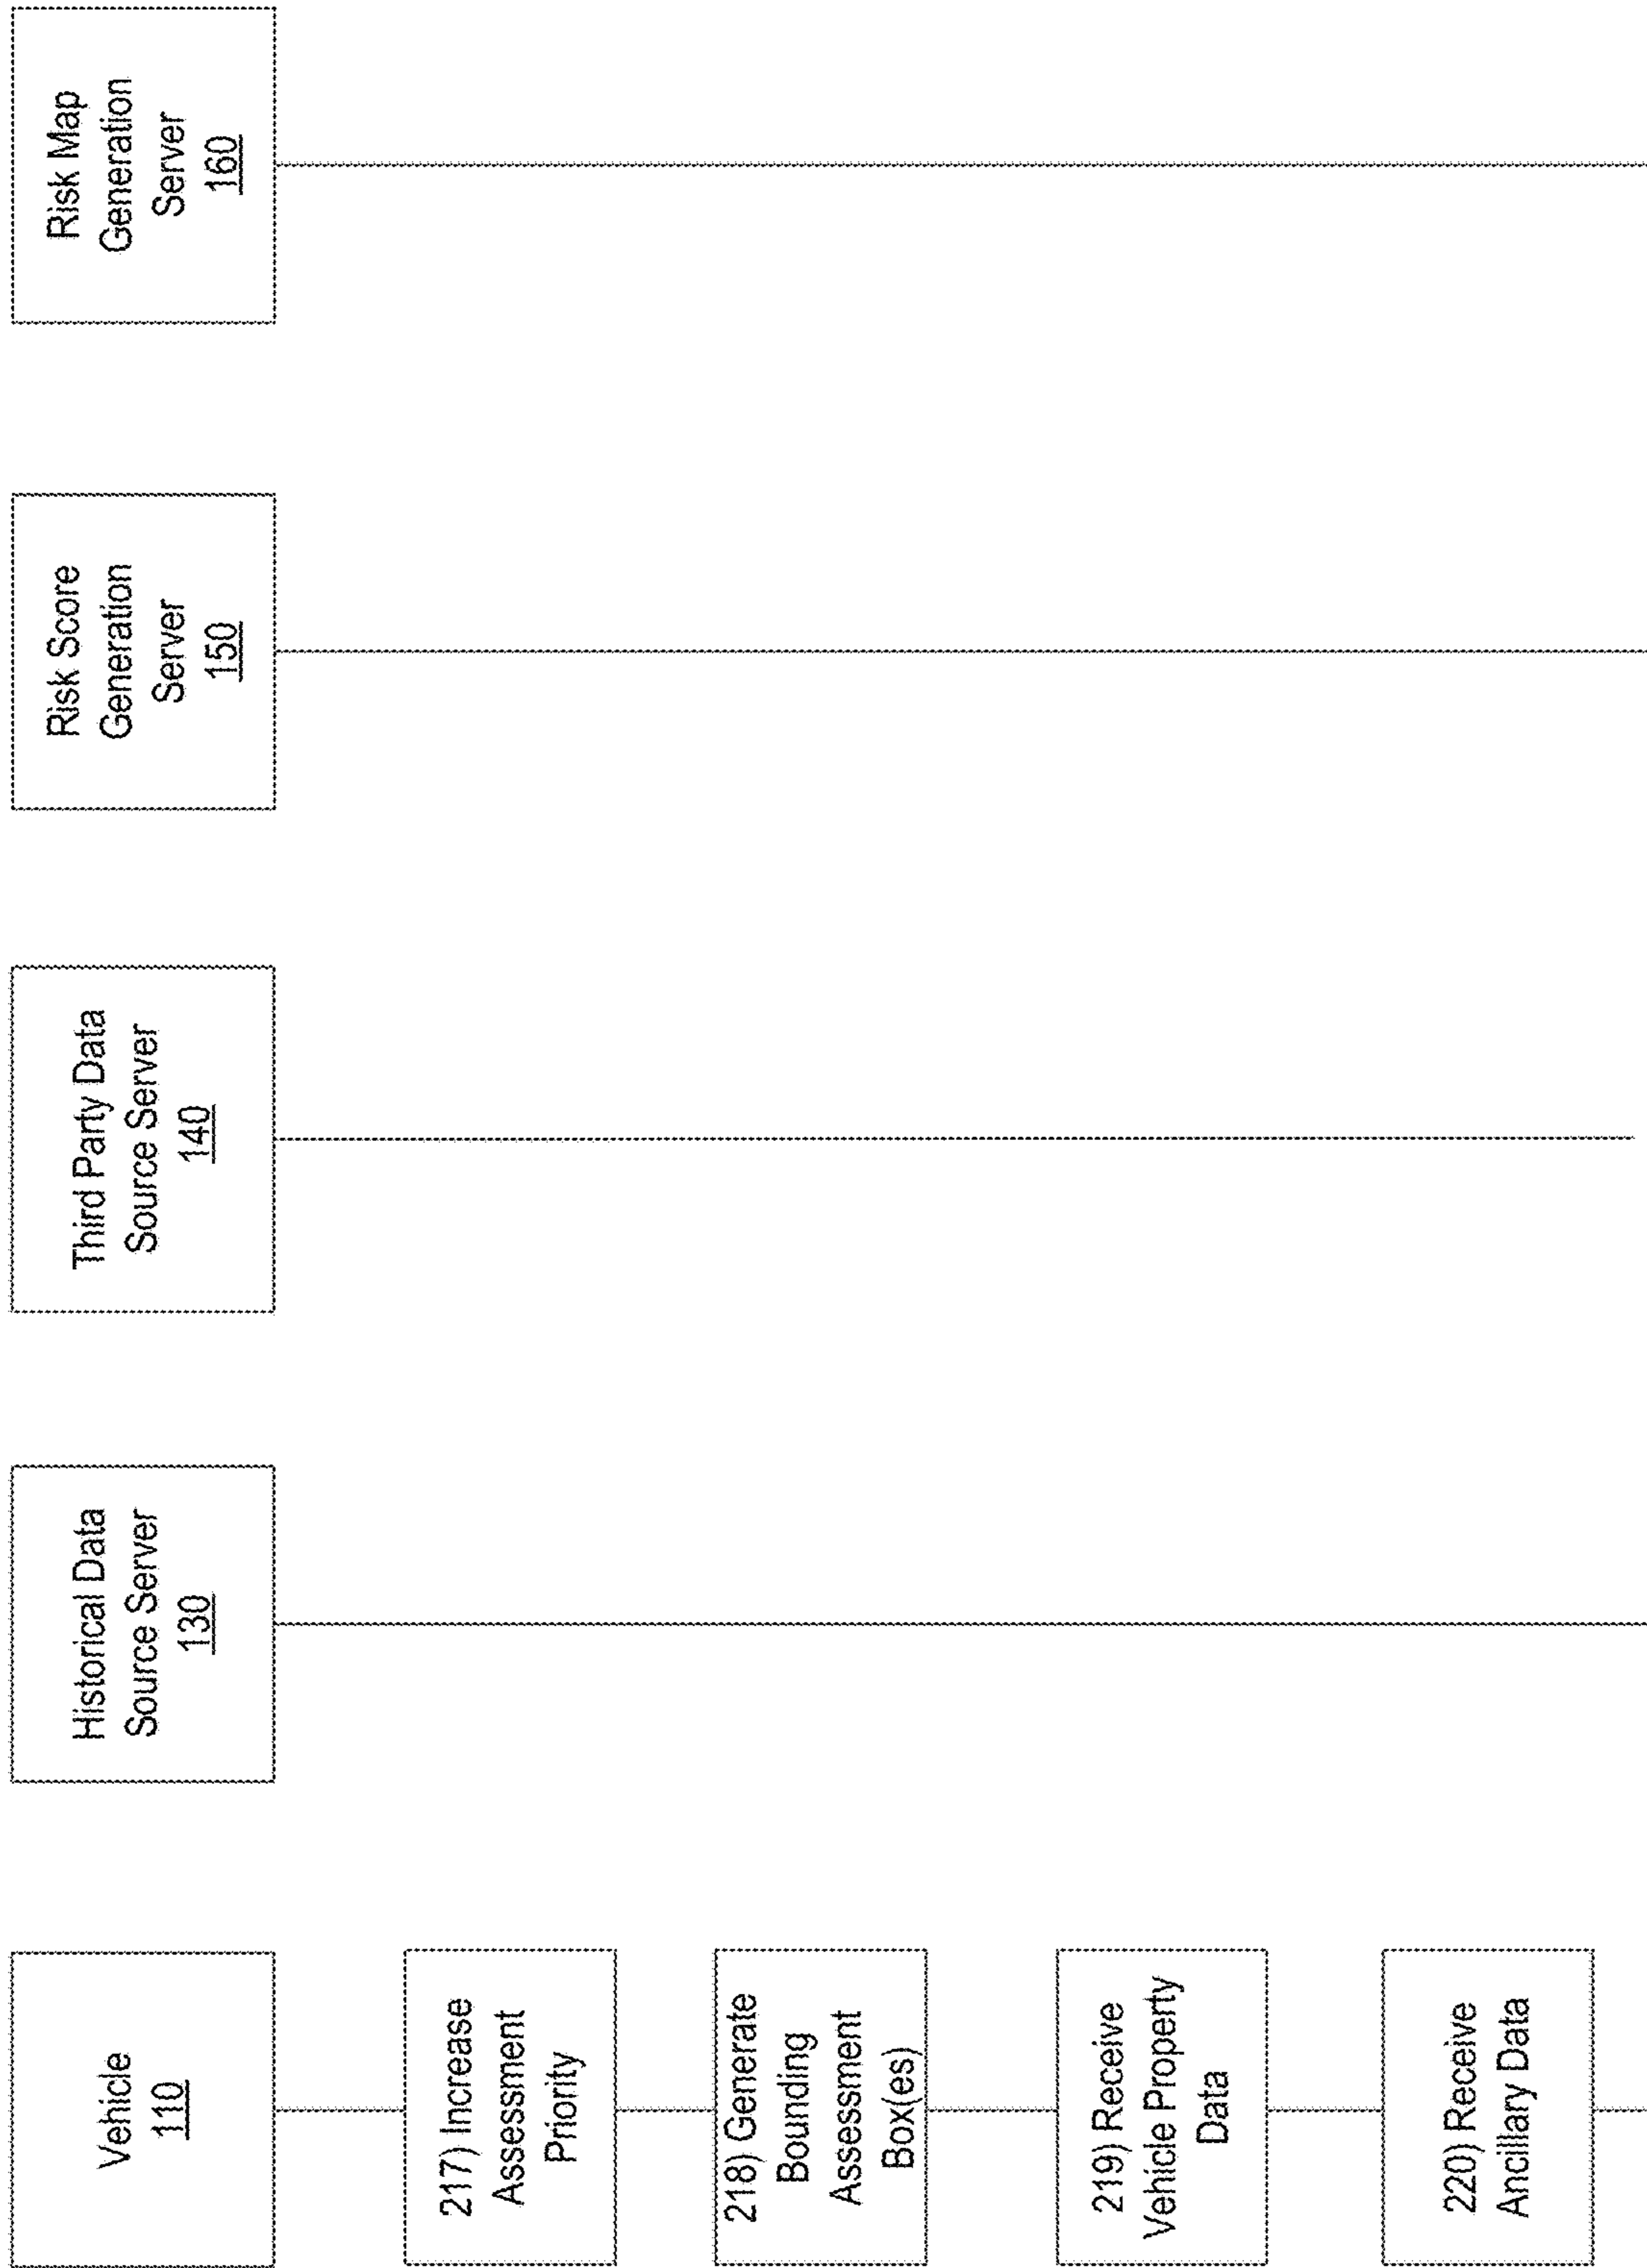 Vehicle
110
Historical Data
Source Server
130
Third Party Data
Source Server
140
Risk Score
Generation
Server
150
Risk Map
Generation
Server
160
217) Increase
Assessment
Priority
218) Generate
Bounding
Assessment
Box(es)
219) Receive
Vehicle Property
Data
220) Receive
Ancillary Data